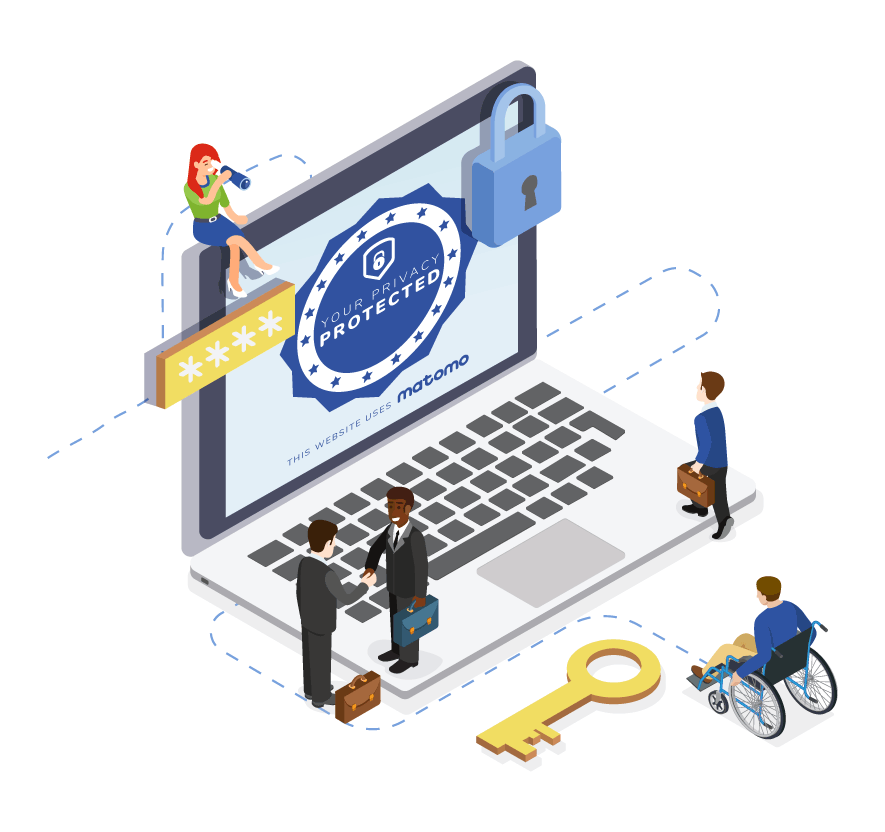 YOUR PRIVACY
PROTECTED
THIS WEBSITE USES matomo
****